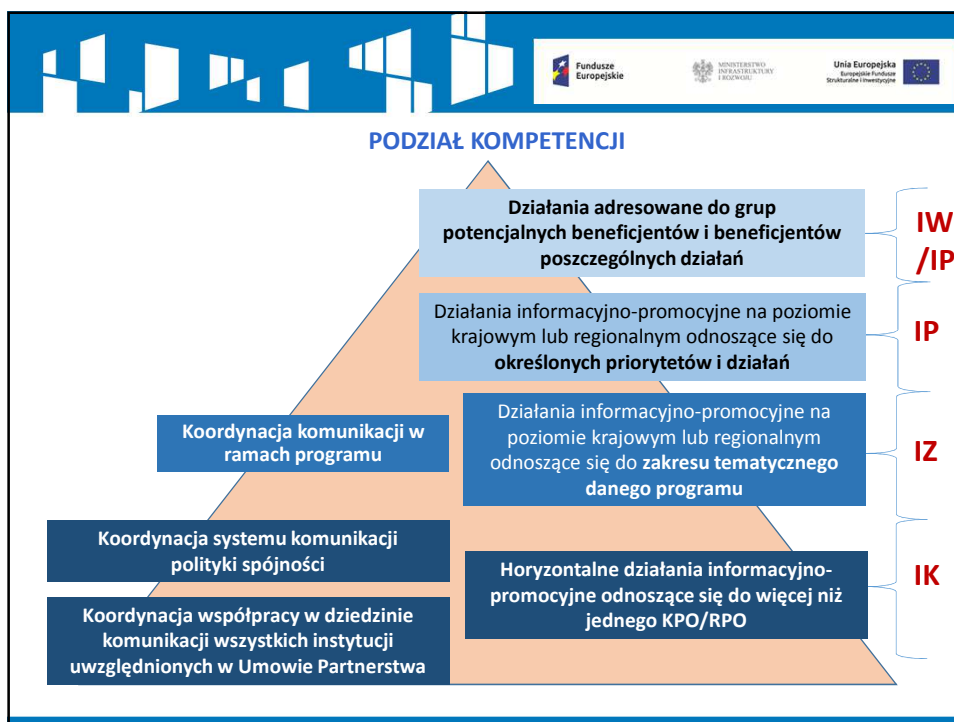 Fundusze
Europejskie
MINISTERSTWO
INFRASTRUKTURY
I ROZWOJU
Unia Europejska
Europejskie Fundusze
Strukturalne i Inwestycyjne
PODZIAŁ KOMPETENCJI
Działania adresowane do grup
potencjalnych beneficjentów i beneficjentów
poszczególnych działań
IW
/IP
Działania informacyjno-promocyjne na poziomie
krajowym lub regionalnym odnoszące się do
określonych priorytetów i działań
IP
Koordynacja komunikacji w
ramach programu
Działania informacyjno-promocyjne na
poziomie krajowym lub regionalnym
odnoszące się do zakresu tematycznego
danego programu
IZ
Koordynacja systemu komunikacji
polityki spójności
Koordynacja współpracy w dziedzinie
komunikacji wszystkich instytucji
uwzględnionych w Umowie Partnerstwa
Horyzontalne działania informacyjno-
promocyjne odnoszące się do więcej niż
jednego KPO/RPO
IK